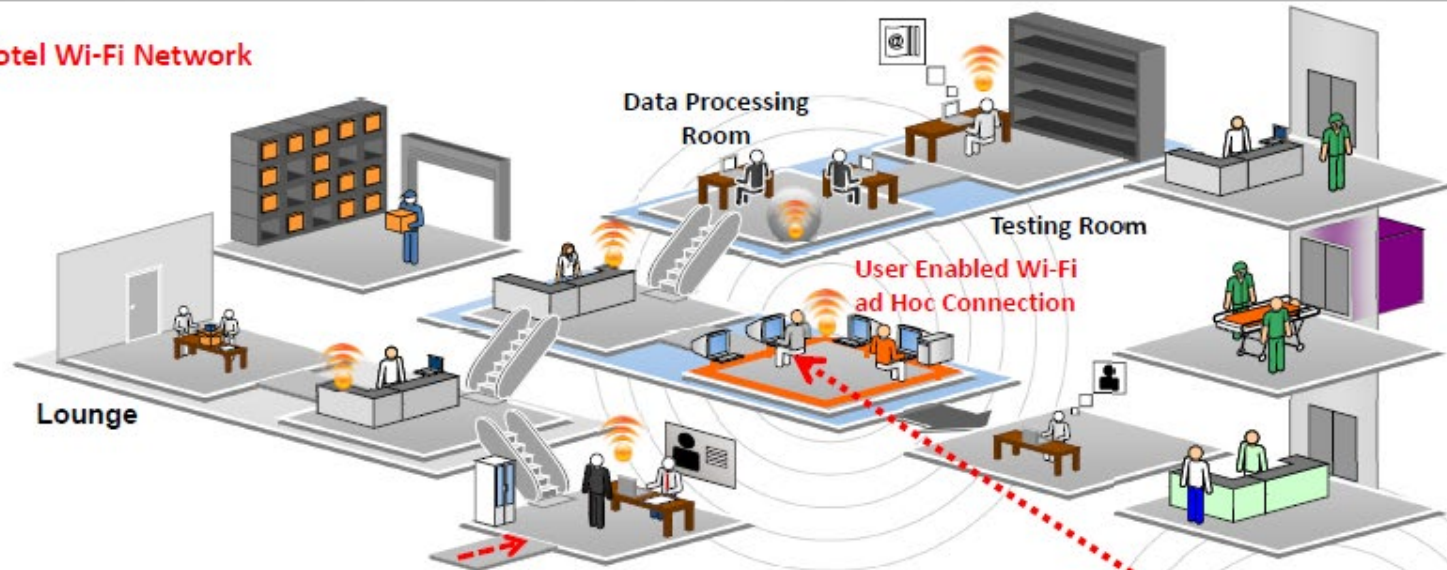 otel Wi-Fi Network
Data Processing
Room
@
Testing Room
User Enabled Wi-Fi
ad Hoc Connection
Lounge